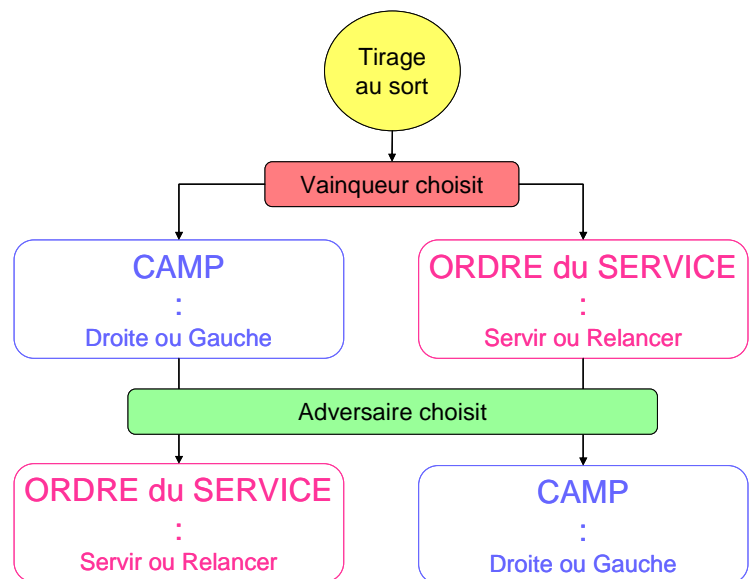 Tirage
au sort
Vainqueur choisit
CAMP
:
Droite ou Gauche
ORDRE du SERVICE
:
Servir ou Relancer
Adversaire choisit
ORDRE du SERVICE
:
Servir ou Relancer
CAMP
:
Droite ou Gauche